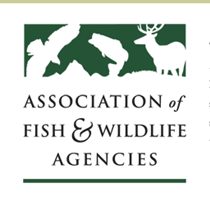 ASSOCIATION of
FISH & WILDLIFE
AGENCIES